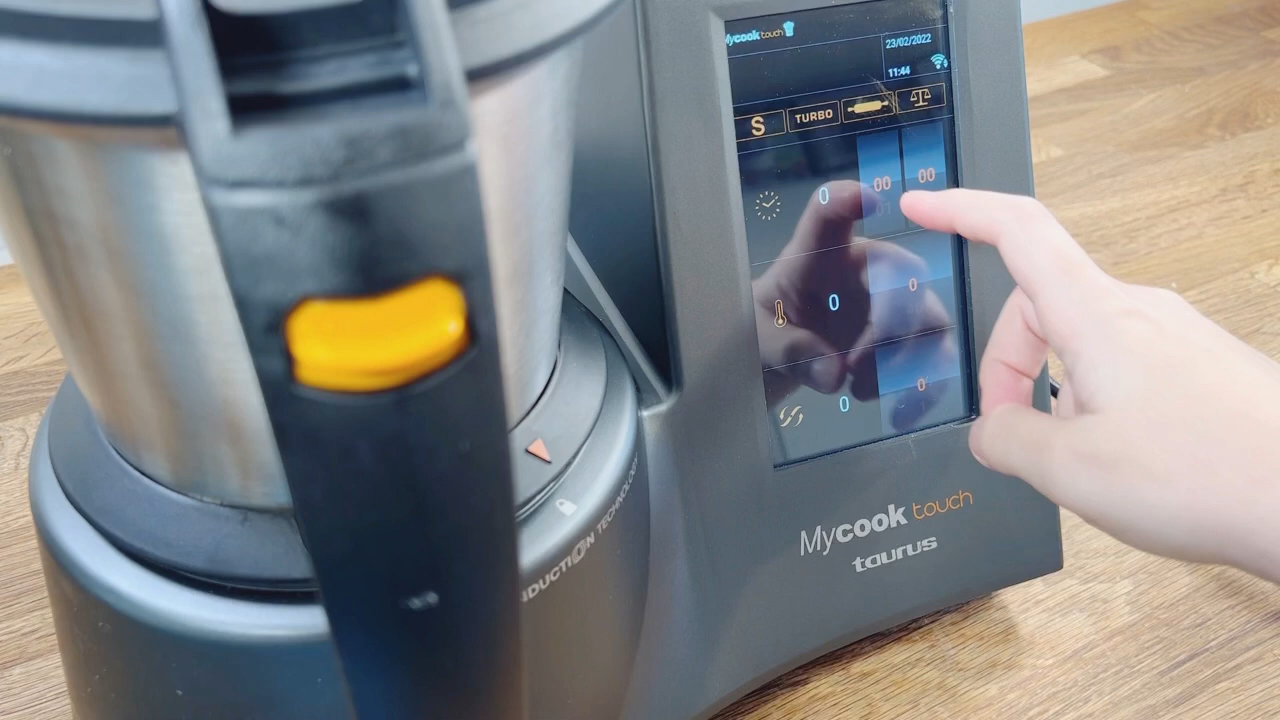 Mycook touch
23/02/2022
11:44
S
TURBO
0
00
00
01
0
0
0
0
INDUCTION TECHNOLOGY
Mycook touch
taurus